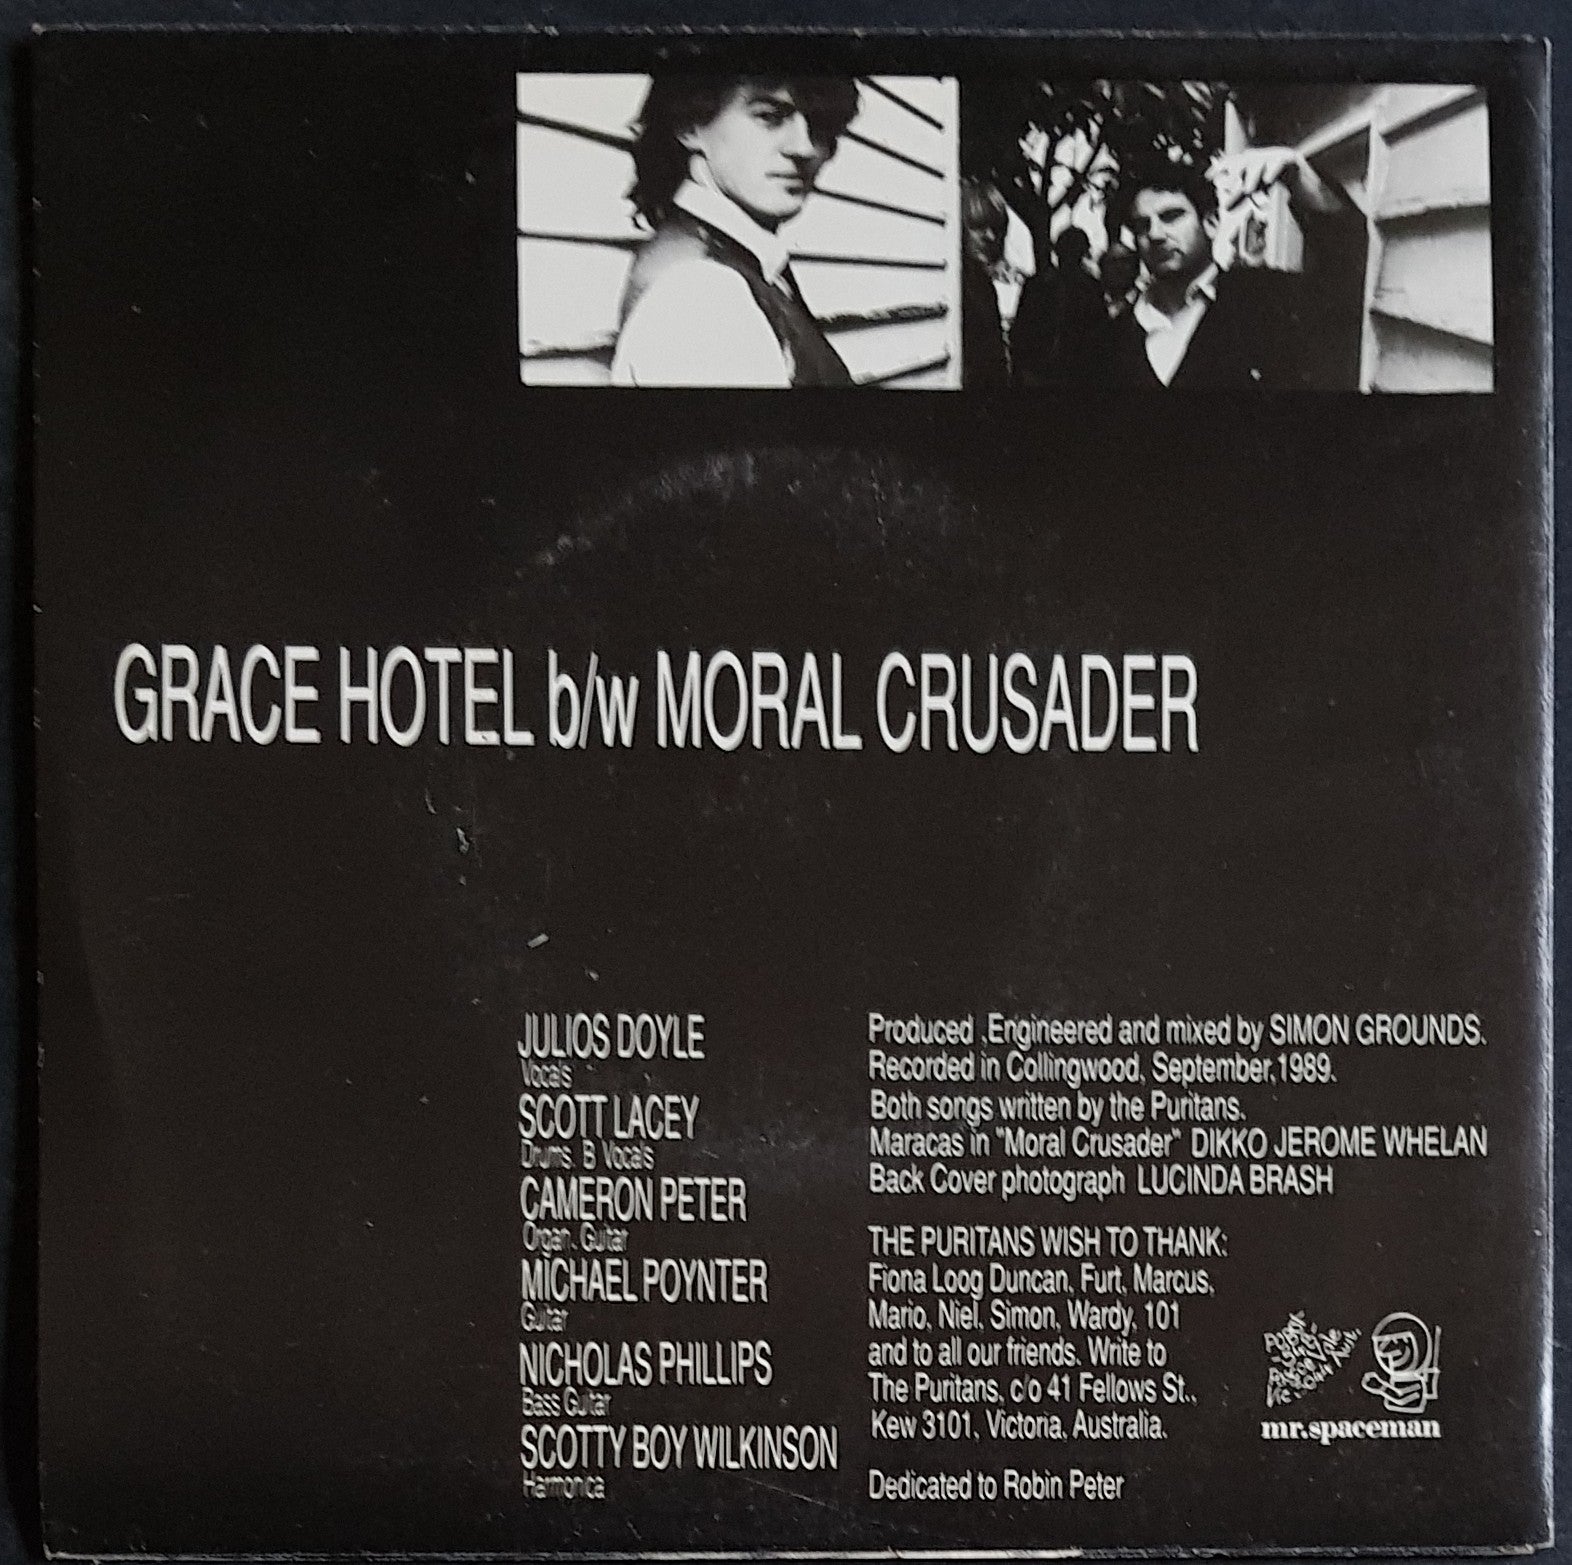 GRACE HOTEL b/w MORAL CRUSADER
JULIOS DOYLE
Vocals
SCOTT LACEY
Drums, B Vocals
CAMERON PETER
Organ, Guitar
MICHAEL POYNTER
Guitar
NICHOLAS PHILLIPS
Bass Guitar
SCOTTY BOY WILKINSON
Harmonica
Produced ,Engineered and mixed by SIMON GROUNDS.
Recorded in Collingwood, September,1989.
Both songs written by the Puritans.
Maracas in "Moral Crusader" DIKKO JEROME WHELAN
Back Cover photograph LUCINDA BRASH
THE PURITANS WISH TO THANK:
Fiona Loog Duncan, Furt, Marcus,
Mario, Niel, Simon, Wardy, 101
and to all our friends. Write to
The Puritans, c/o 41 Fellows St.,
Kew 3101, Victoria, Australia.
Dedicated to Robin Peter
mr.spaceman